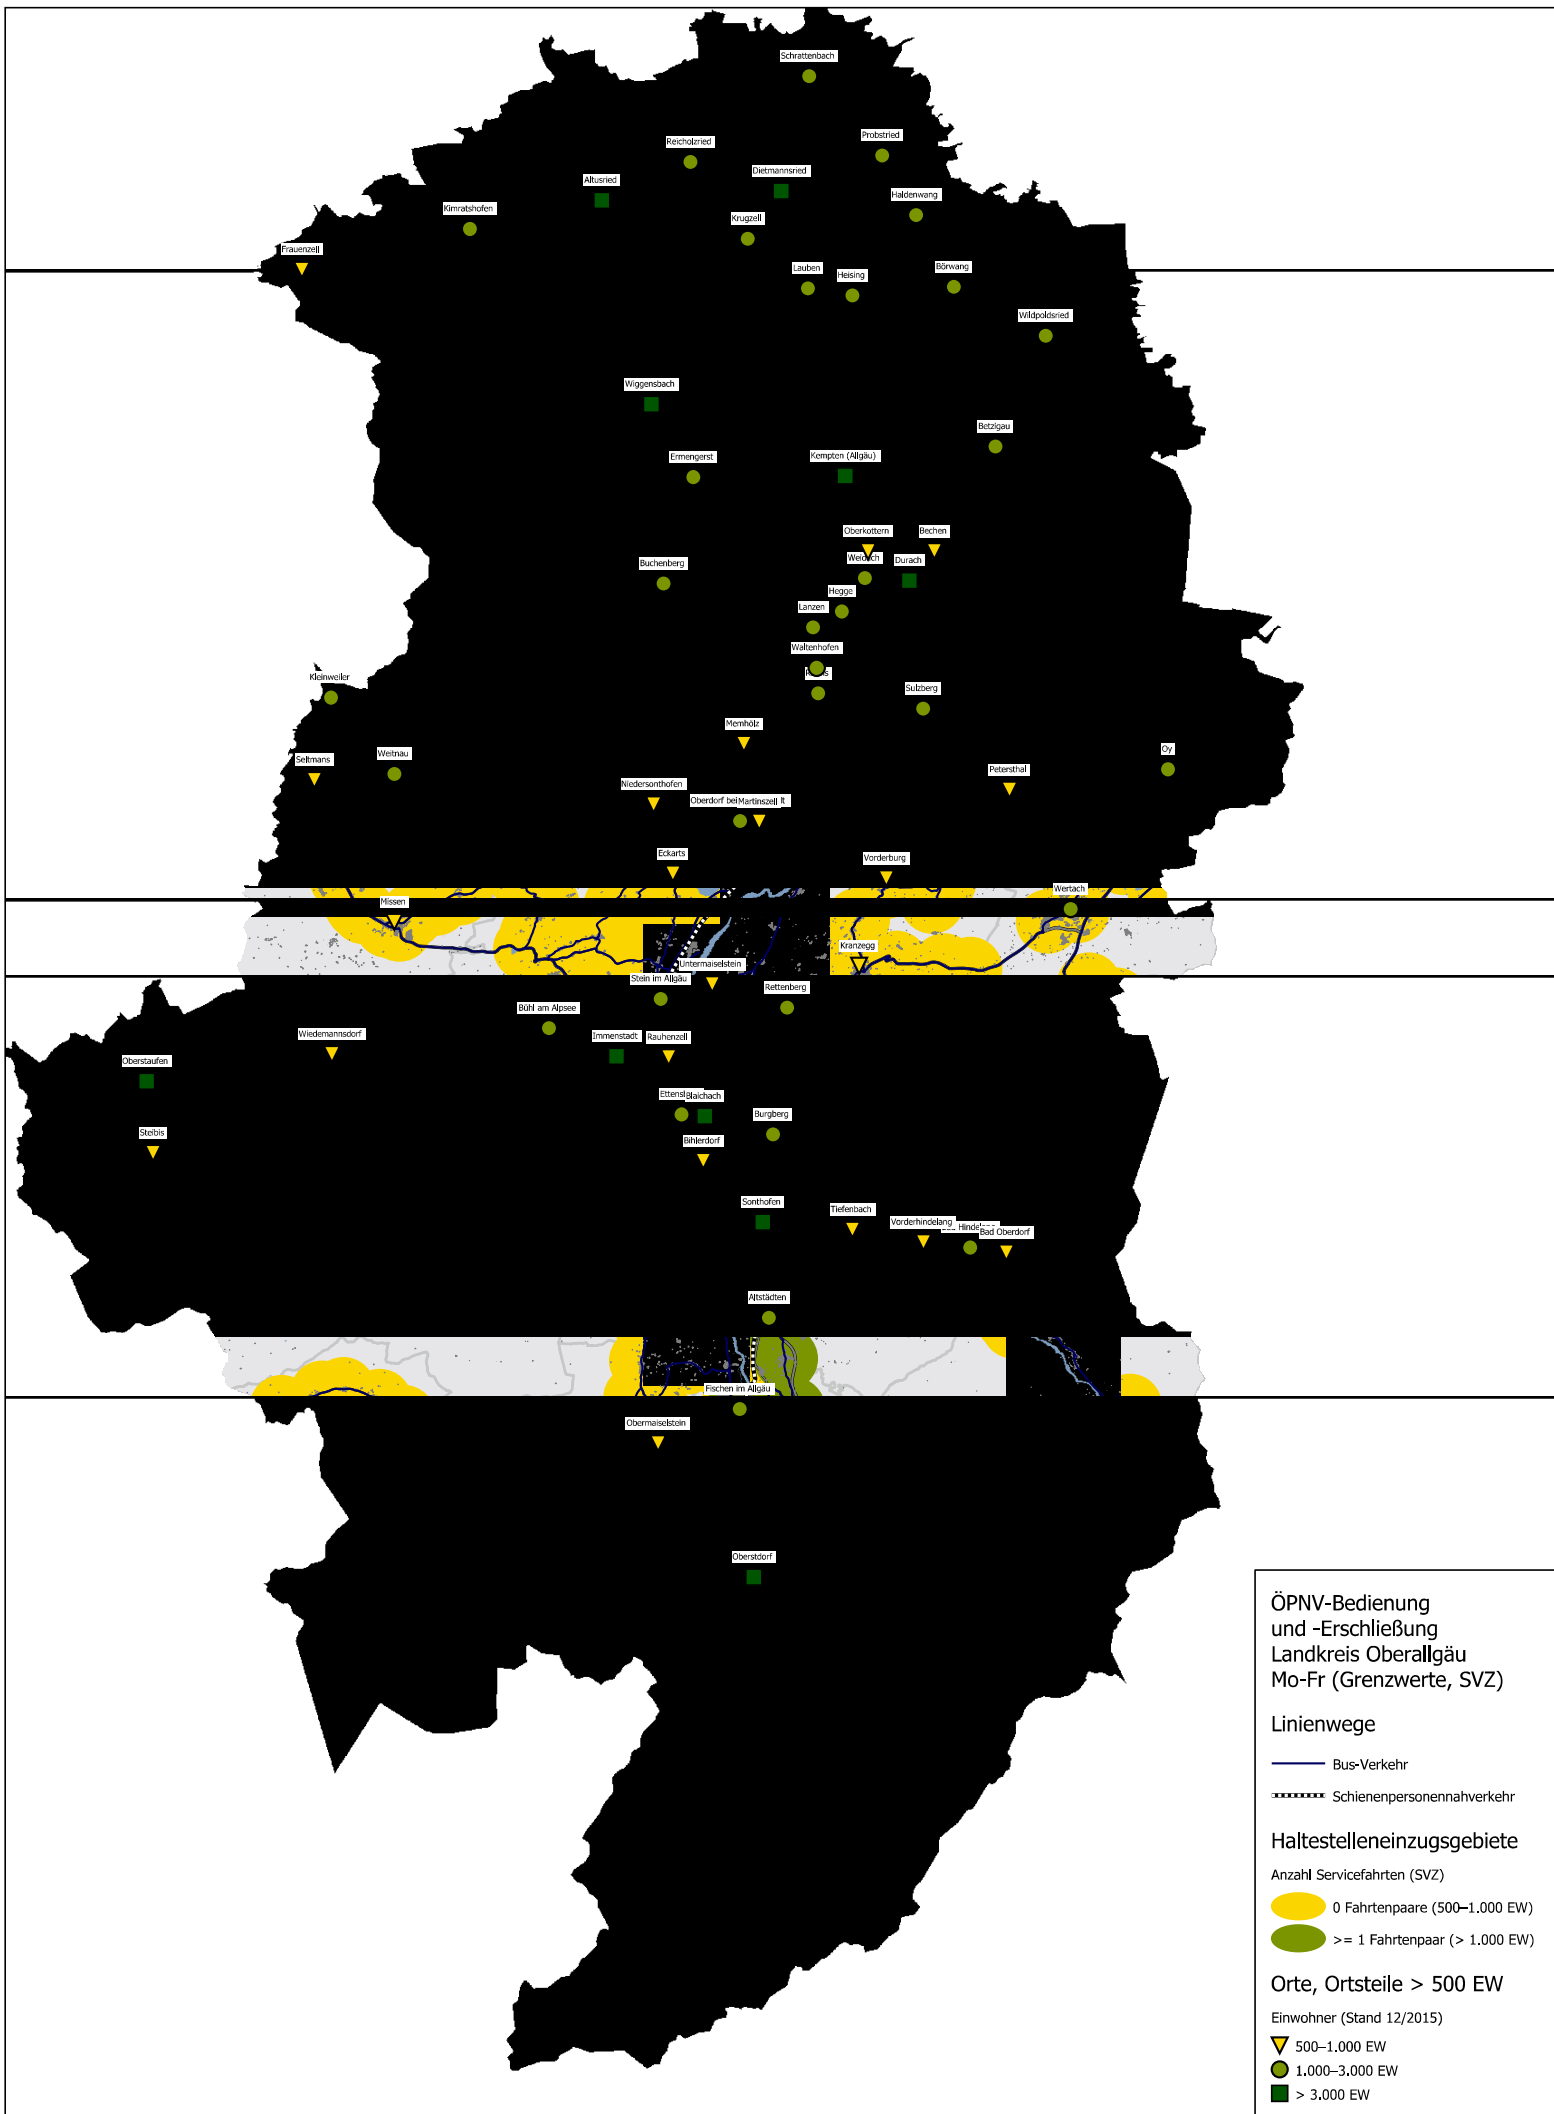 Schrattenbach
Probstried
Reicholzried
Dietmannsried
Altusried
Haldenwang
Kimratshofen
Krugzell
Frauenzell
Lauben
Heising
Börwang
Wildpoldsried
Wiggensbach
Betzigau
Ermengerst
Kempten (Allgäu)
Oberkottern
Bechen
Buchenberg
Durach
Hegge
Lanzen
Waltenhofen
Kleinweiler
Sulzberg
Memhölz
Oy
Weitnau
Seltmans
Petersthal
Niedersonthofen
Oberdorf bei
Martinszell
Eckarts
Vorderburg
Wertach
Missen
Kranzegg
Untermaiselstein
Stein im Allgäu
Rettenberg
Bühl am Alpsee
Wiedemannsdorf
Immenstadt
Rauhenzell
Oberstaufen
Blaichach
Burgberg
Steibis
Bihlerdorf
Sonthofen
Tiefenbach
Vorderhindelang
Bad Oberdorf
Altstädten
Fischen im Allgäu
Obermaiselstein
Oberstdorf
ÖPNV-Bedienung
und -Erschließung
Landkreis Oberallgäu
Mo-Fr (Grenzwerte, SVZ)
Linienwege
Bus-Verkehr
Schienenpersonennahverkehr
Haltestelleneinzugsgebiete
Anzahl Servicefahrten (SVZ)
0 Fahrtenpaare (500–1.000 EW)
>= 1 Fahrtenpaar (> 1.000 EW)
Orte, Ortsteile > 500 EW
Einwohner (Stand 12/2015)
500–1.000 EW
1.000–3.000 EW
> 3.000 EW